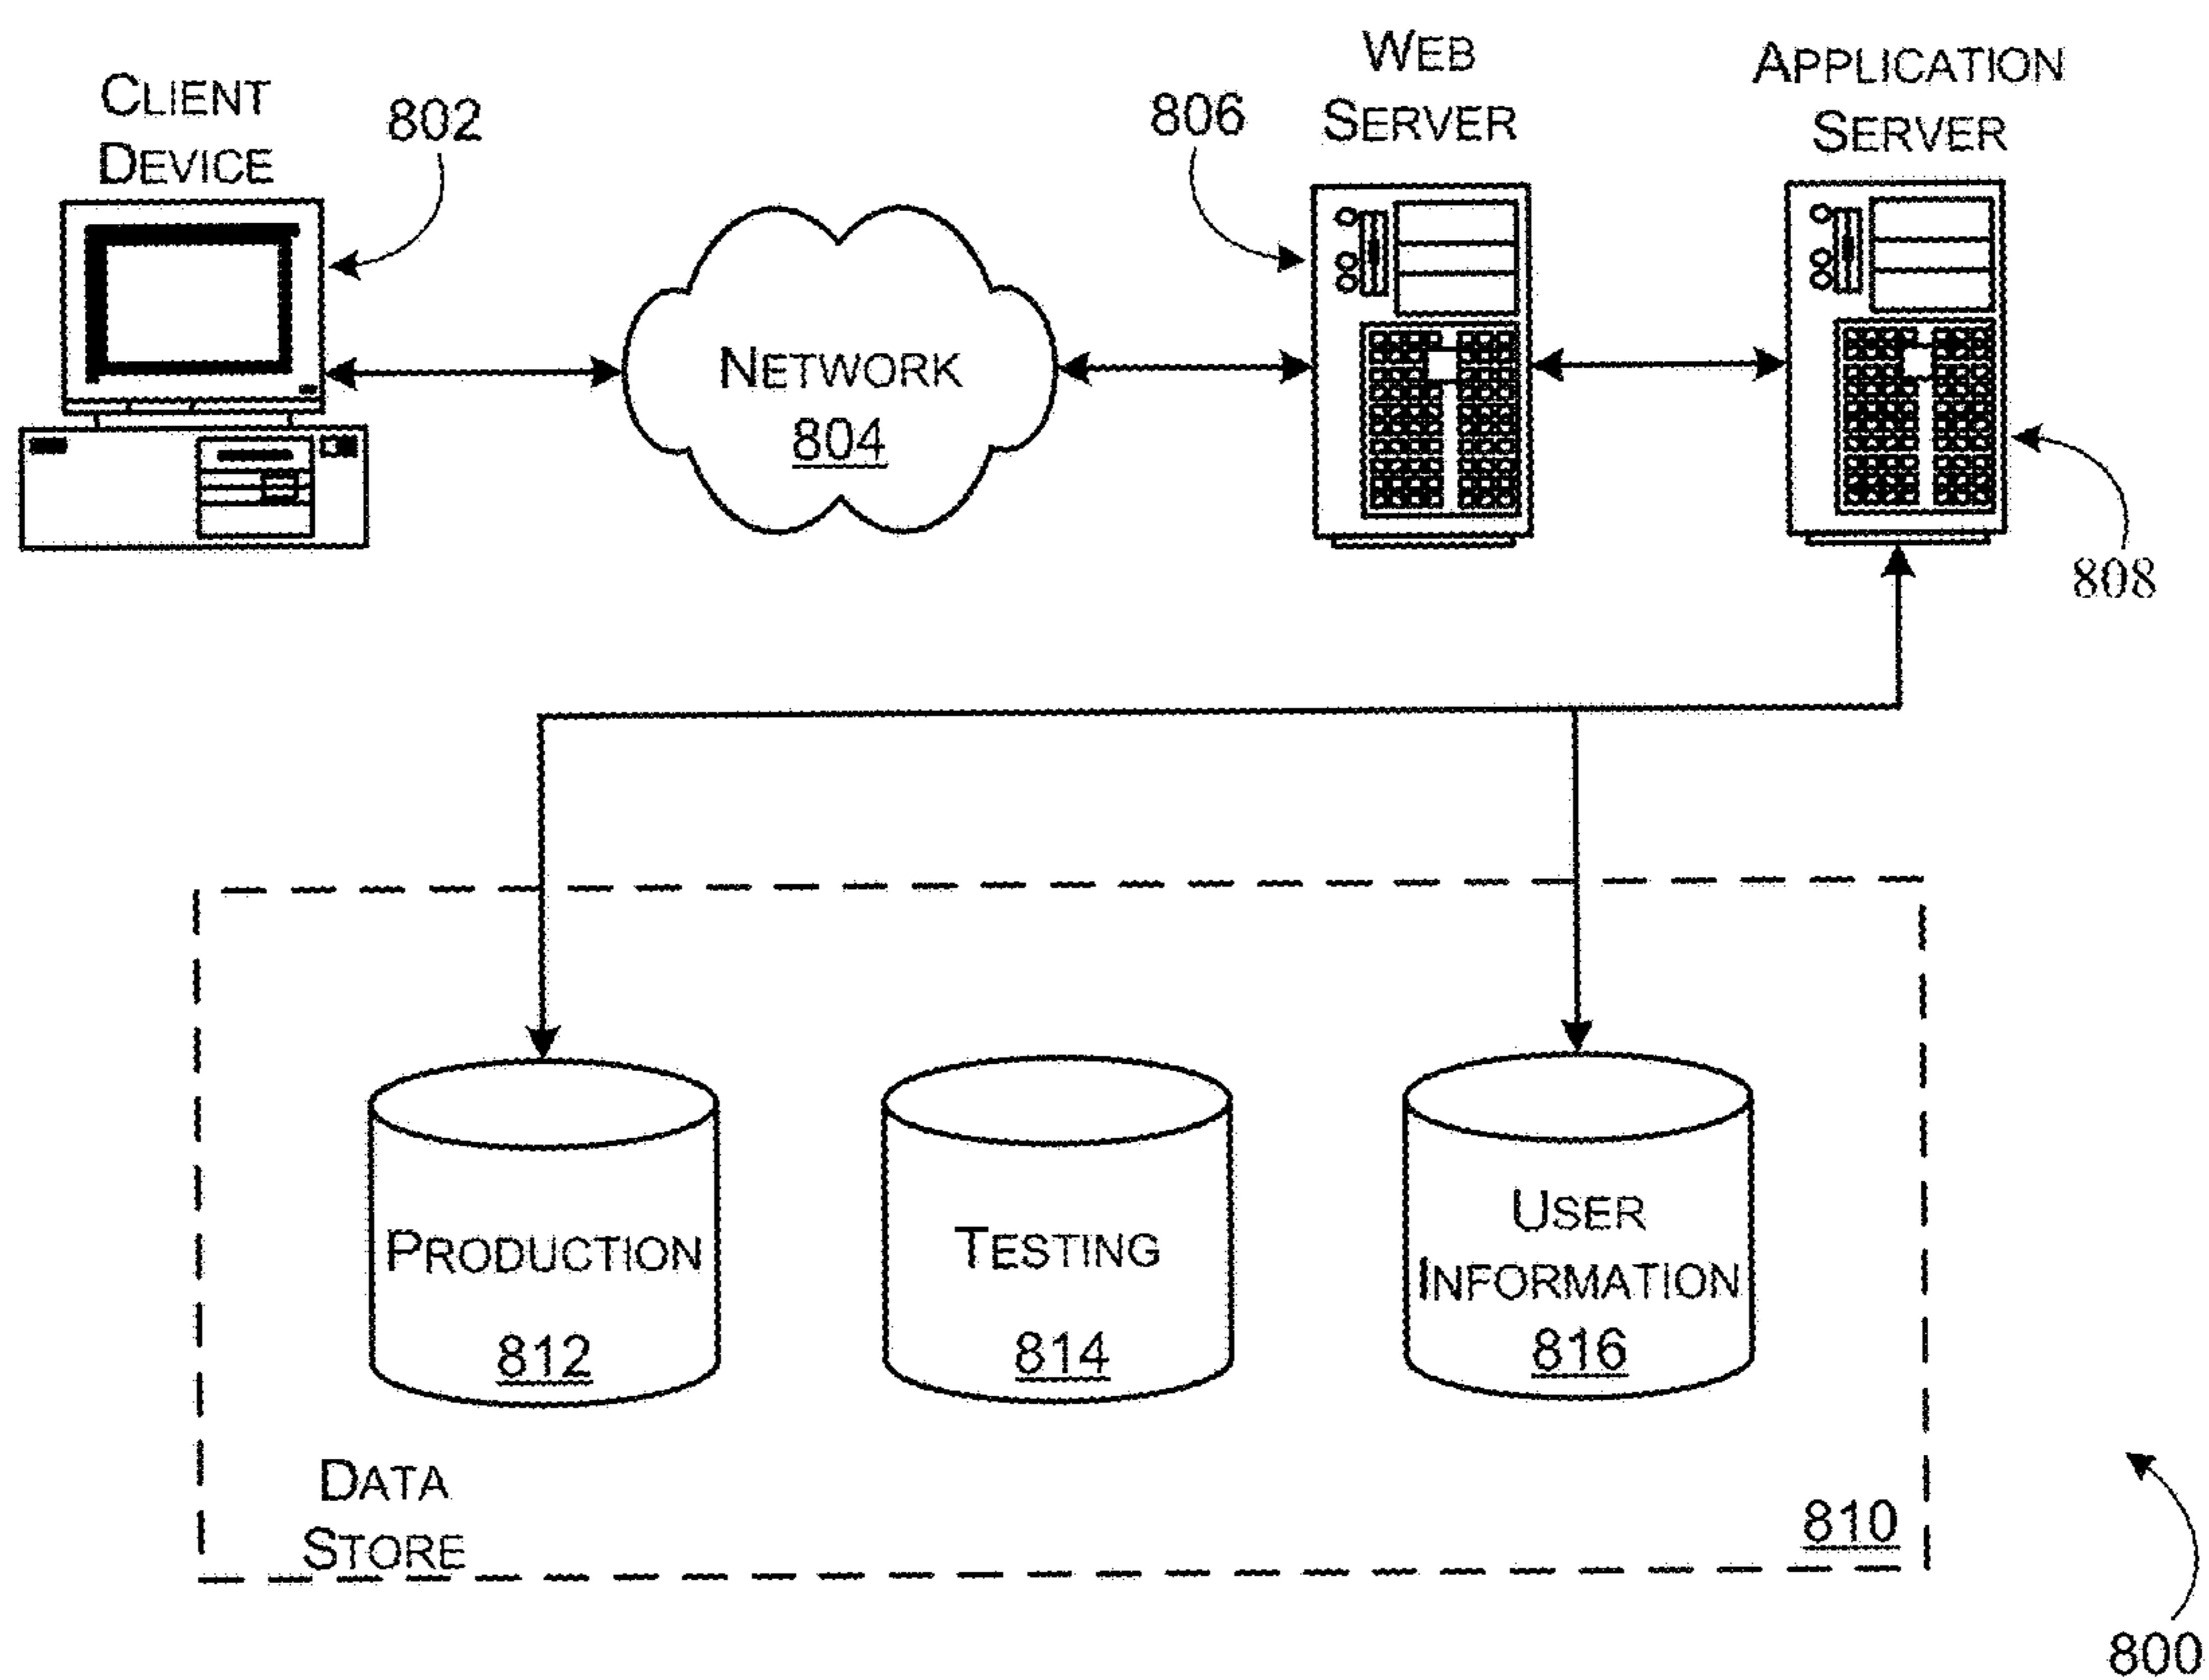 CLIENT
DEVICE
802
806
WEB
SERVER
APPLICATION
SERVER
NETWORK
804
808
PRODUCTION
812
TESTING
814
USER
INFORMATION
816
DATA
STORE
810
800